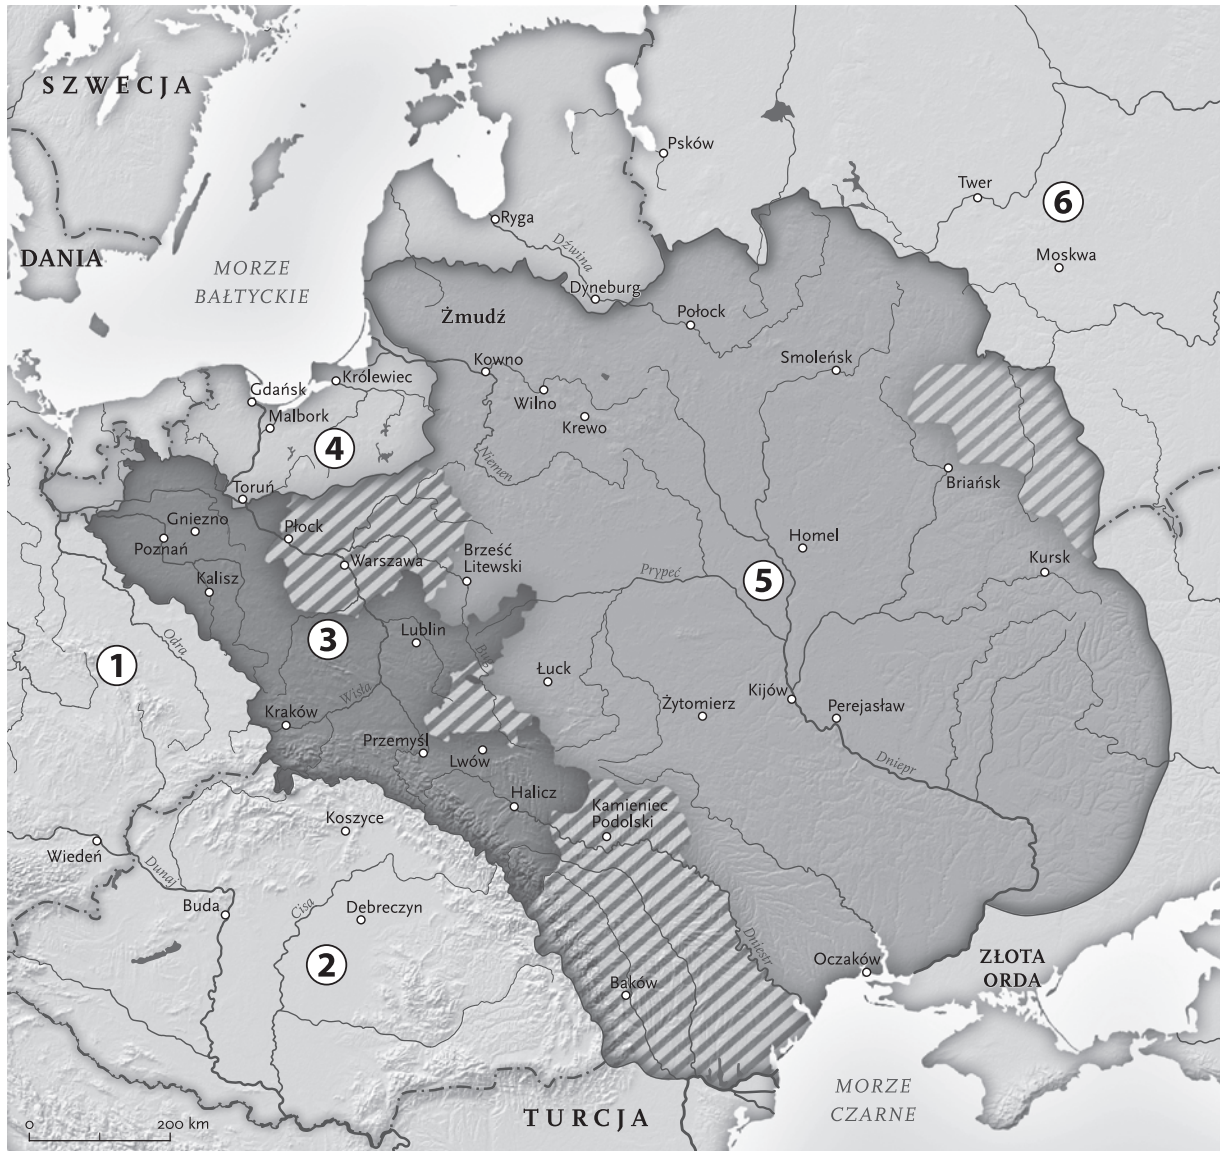 SZWECJA
Psków
Twer
6
Ryga
Moskwa
DANIA
Dźwina
MORZE
BAŁTYCKIE
Dyneburg
Żmudź
Połock
Smoleńsk
Kowno
Królewiec
Gdańsk
Wilno
Malbork
Krewo
4
Niemen
Toruń
Briańsk
Gniezno
Płock
Poznań
Warszawa
Brześć
Litewski
Homel
Kursk
Kalisz
Prypeć
5
3
Lublin
Odra
1
Bug
Łuck
Wisła
Kijów
Żytomierz
Perejasław
Kraków
Przemyśl
Lwów
Dniepr
Halicz
Kamieniec
Podolski
Koszyce
Wiedeń
Dunaj
Buda
Cisa
Debreczyn
Dniestr
2
Oczaków
ZŁOTA
ORDA
Baków
MORZE
CZARNE
TURCJA
0 200 km